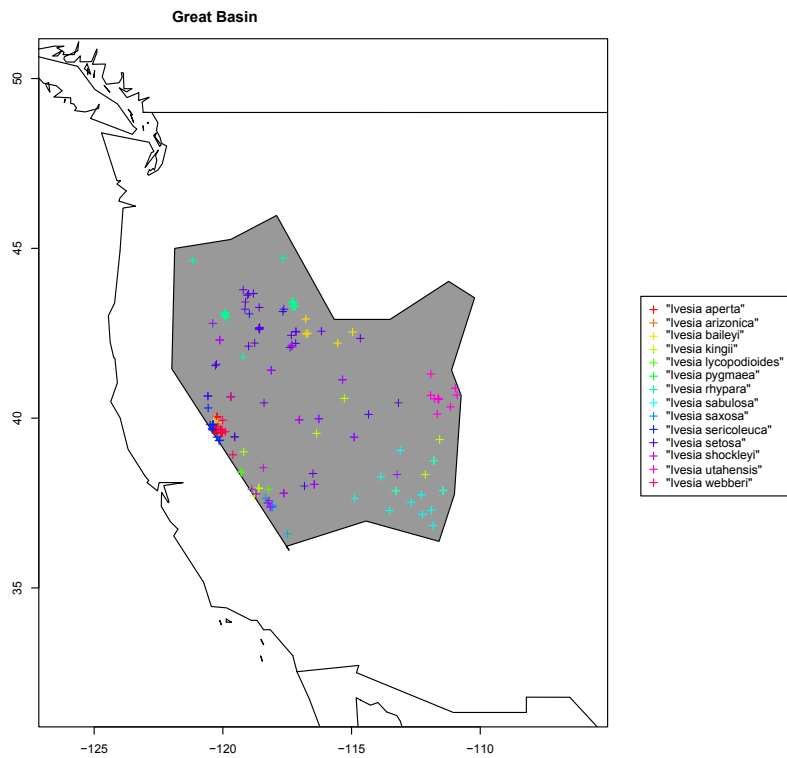 Great Basin
50
45
40
35
−125
−120
−115
−110
"Ivesia aperta"
"Ivesia arizonica"
"Ivesia baileyi"
"Ivesia kingii"
"Ivesia lycopodioides"
"Ivesia pygmaea"
"Ivesia rhypara"
"Ivesia sabulosa"
"Ivesia saxosa"
"Ivesia sericoleuca"
"Ivesia setosa"
"Ivesia shockleyi"
"Ivesia utahensis"
"Ivesia webberi"